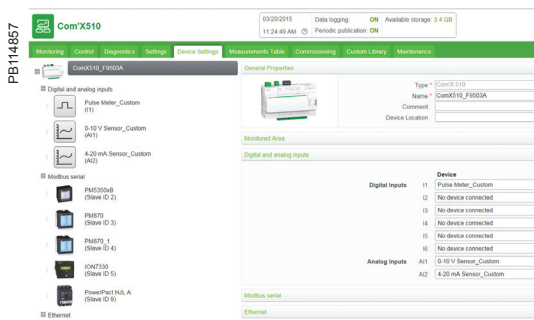 PB114857
Com'X510
03/20/2015
11:24:49 AM
Data logging: ON
Periodic publication: ON
Available storage: 3.4 GB
Monitoring Control Diagnostics Settings Device Settings Measurements Table Commissioning Custom Library Maintenance
ComX510_F9503A
Digital and analog inputs
Pulse Meter_Custom
(I1)
0-10 V Sensor_Custom
(AI1)
4-20 mA Sensor_Custom
(AI2)
Modbus serial
PM5350xB
(Slave ID 2)
PM870
(Slave ID 3)
PM870_1
(Slave ID 4)
ION7330
(Slave ID 5)
PowerPact HJL A
(Slave ID 9)
Ethernet
General Properties
Type * Com'X 510
Name * ComX510_F9503A
Comment
Device Location
Monitored Area
Digital and analog inputs
Device
Digital Inputs I1 Pulse Meter_Custom
I2 No device connected
I3 No device connected
I4 No device connected
I5 No device connected
I6 No device connected
Analog Inputs AI1 0-10 V Sensor_Custom
AI2 4-20 mA Sensor_Custom
Modbus serial
Ethernet